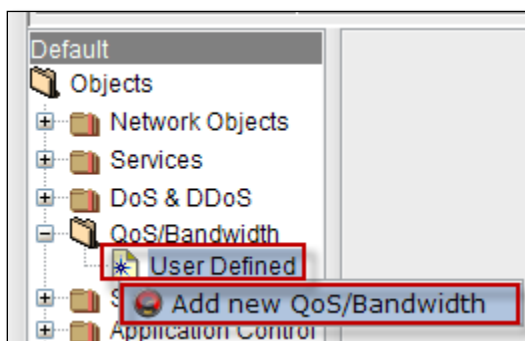 Default
Objects
Network Objects
Services
DoS & DDoS
QoS/Bandwidth
User Defined
Add new QoS/Bandwidth
Application Control